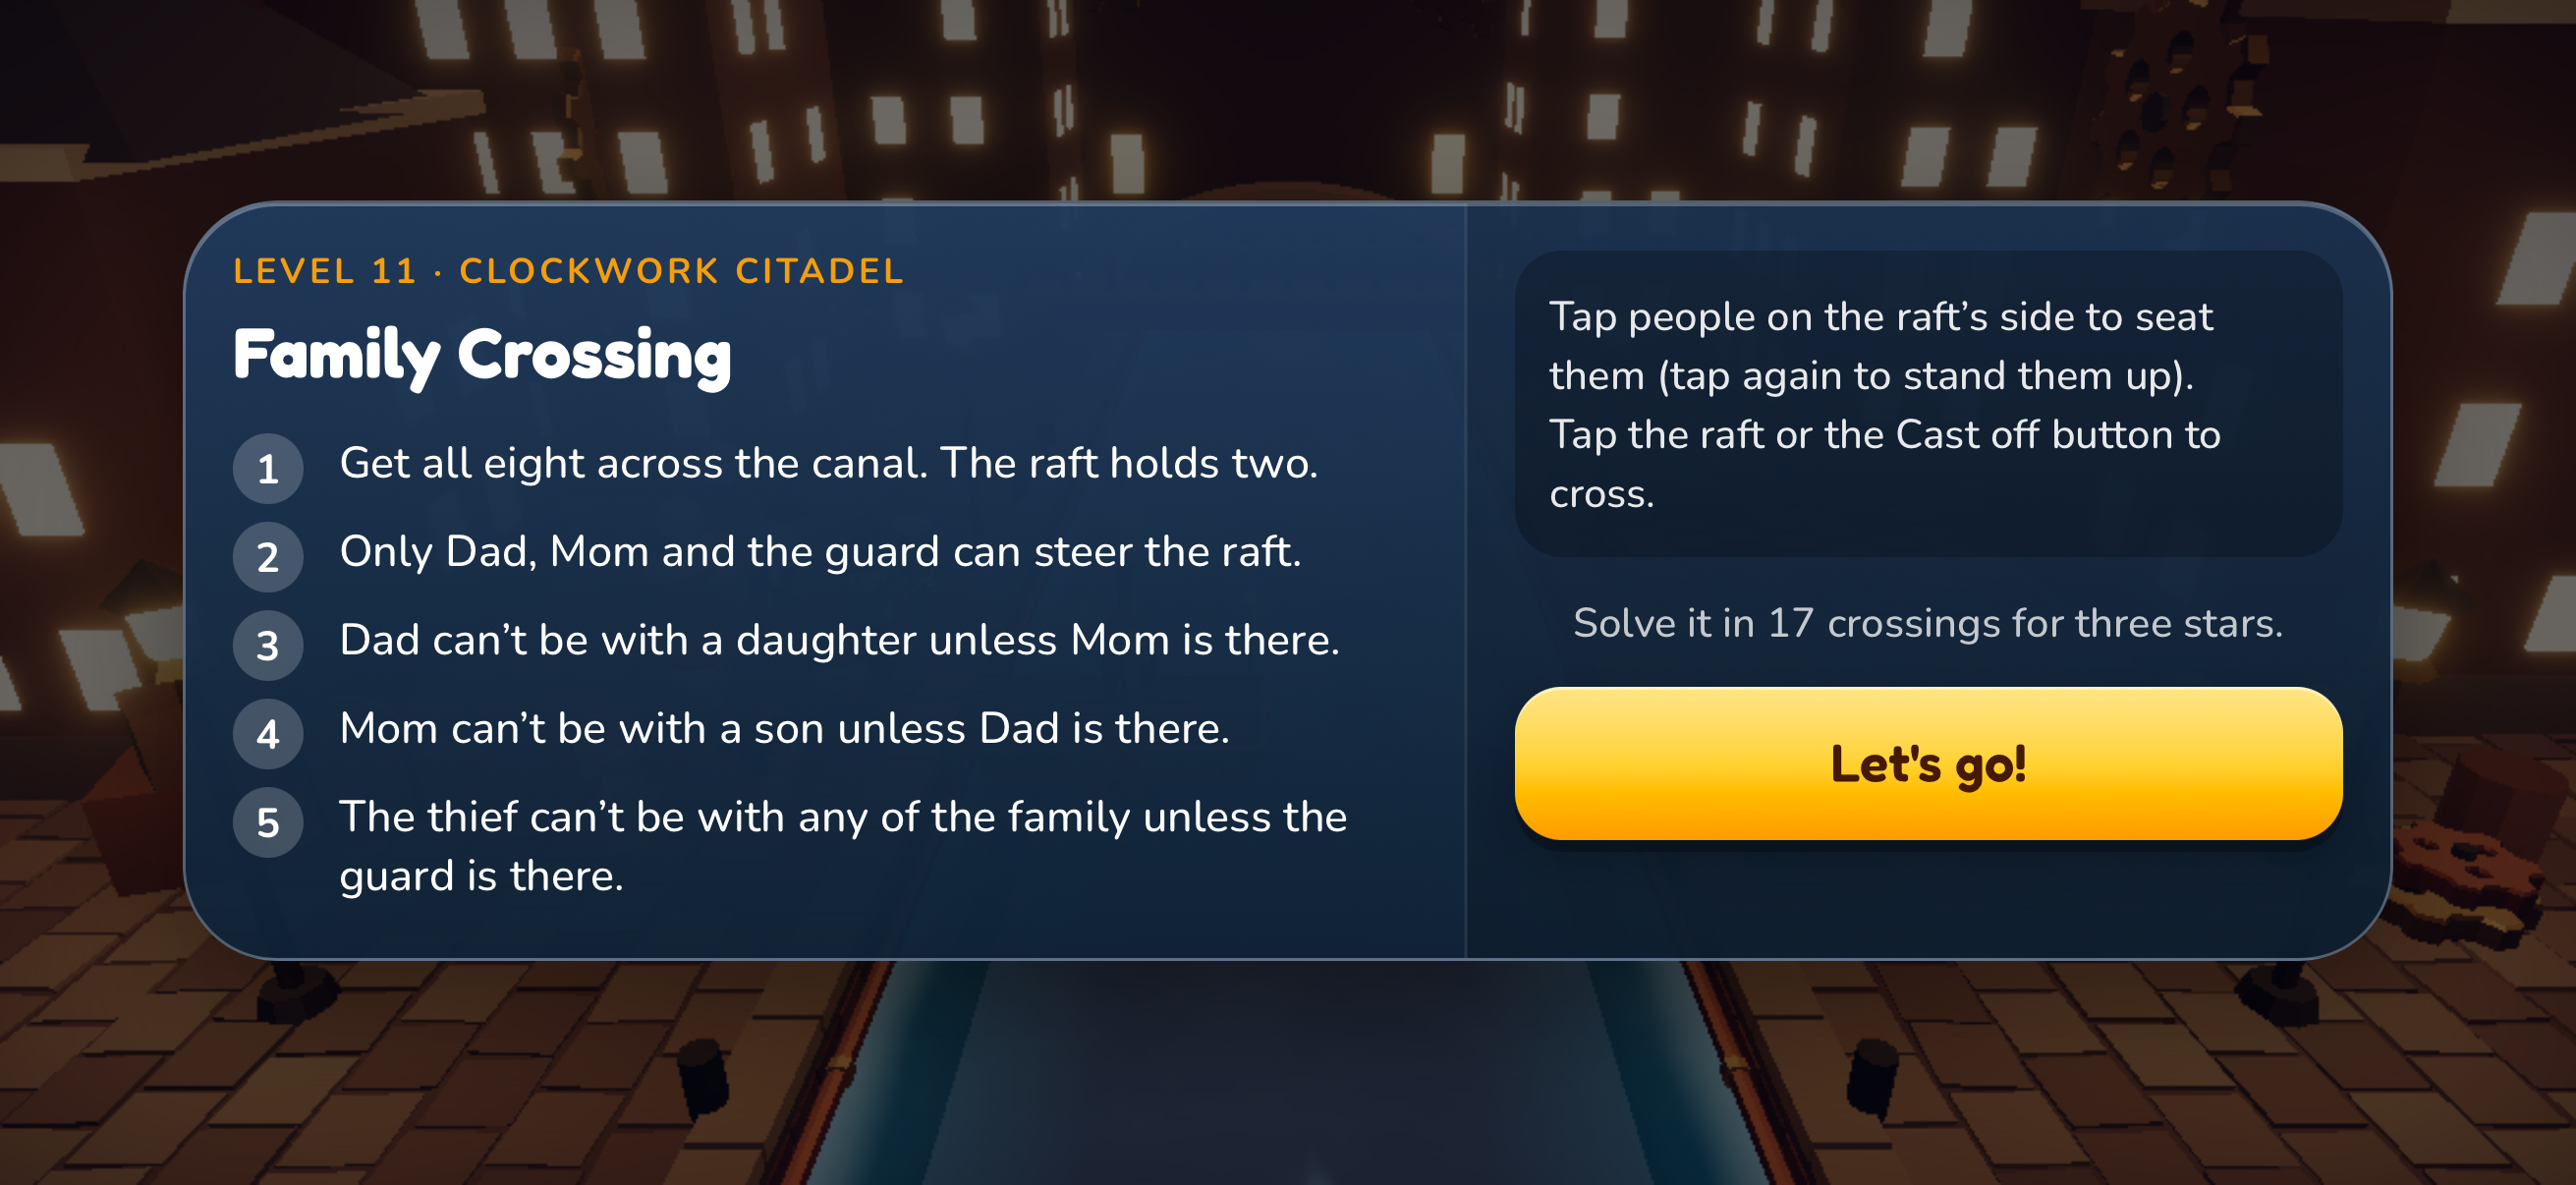 LEVEL 11 · CLOCKWORK CITADEL
Family Crossing
1 Get all eight across the canal. The raft holds two.
2 Only Dad, Mom and the guard can steer the raft.
3 Dad can’t be with a daughter unless Mom is there.
4 Mom can’t be with a son unless Dad is there.
5 The thief can’t be with any of the family unless the
guard is there.
Tap people on the raft’s side to seat
them (tap again to stand them up).
Tap the raft or the Cast off button to
cross.
Solve it in 17 crossings for three stars.
Let's go!